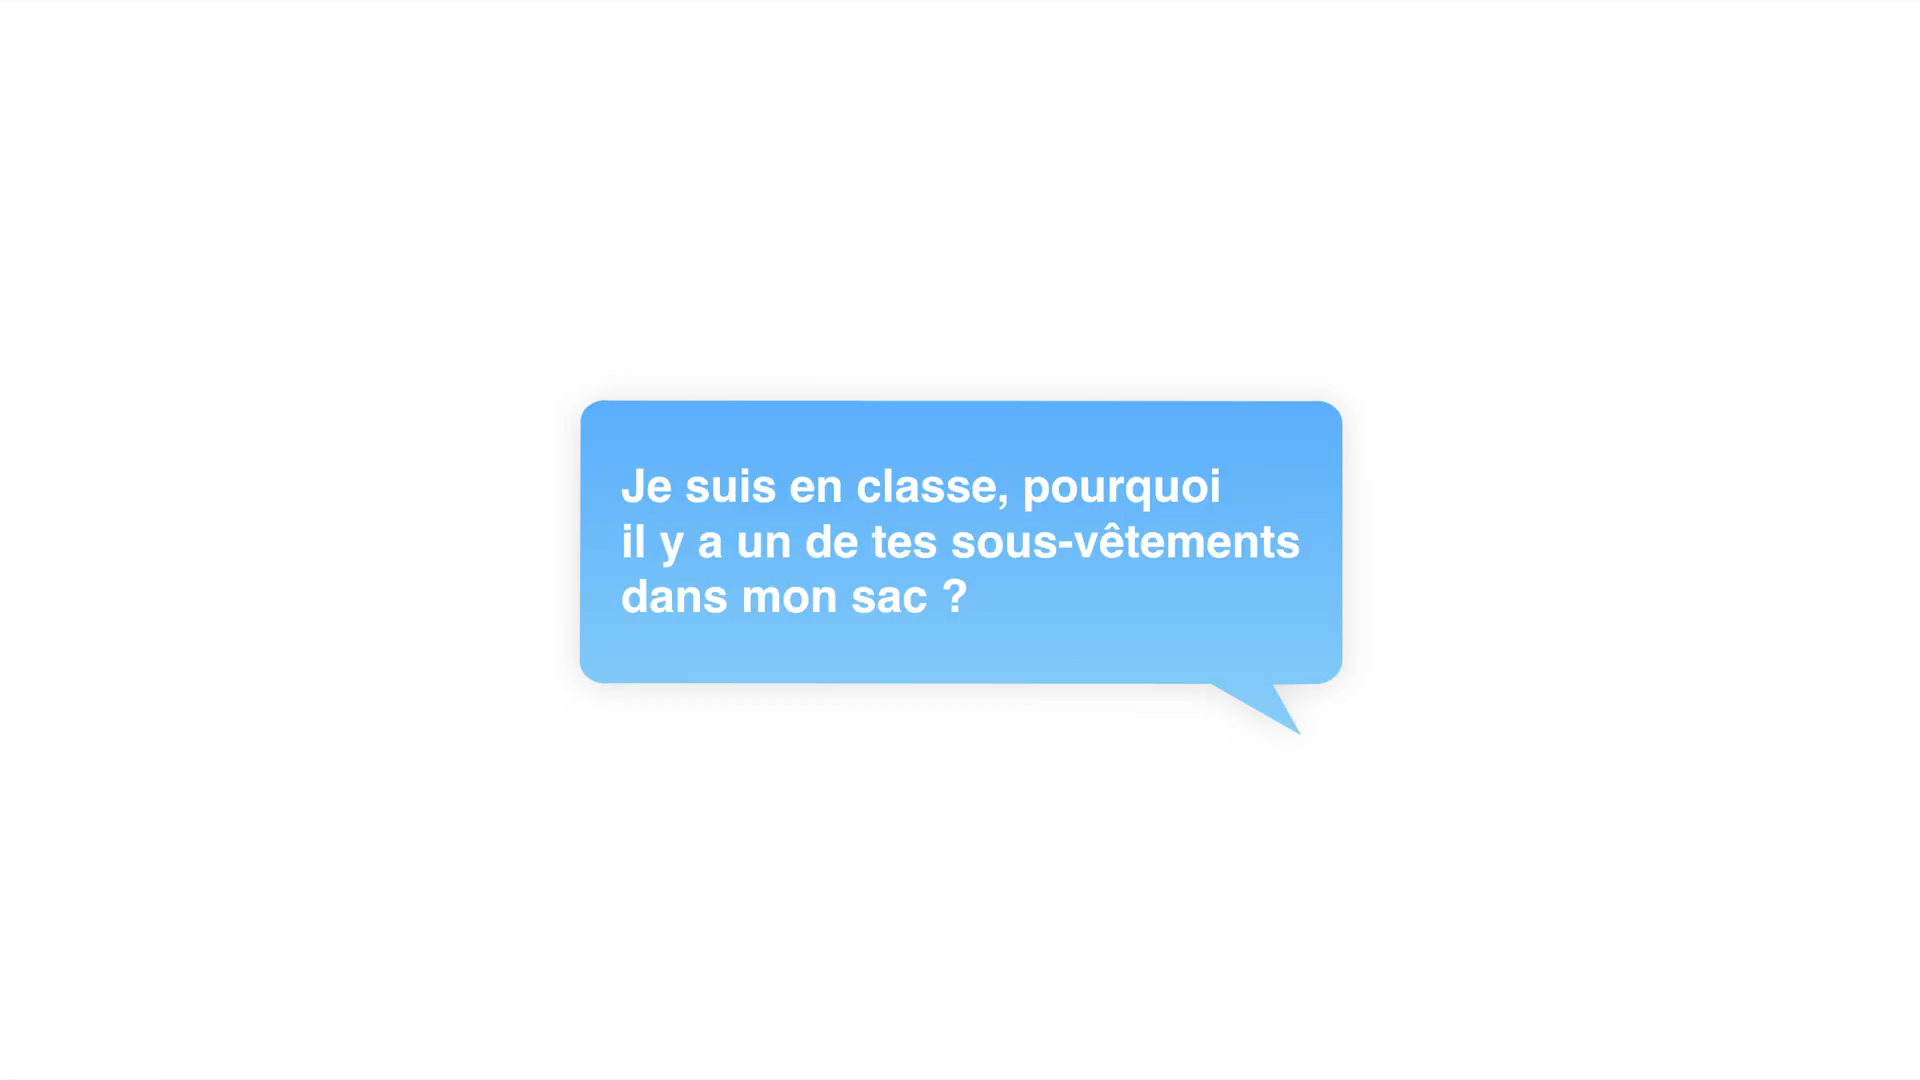 Je suis en classe, pourquoi
il y a un de tes sous-vêtements
dans mon sac ?